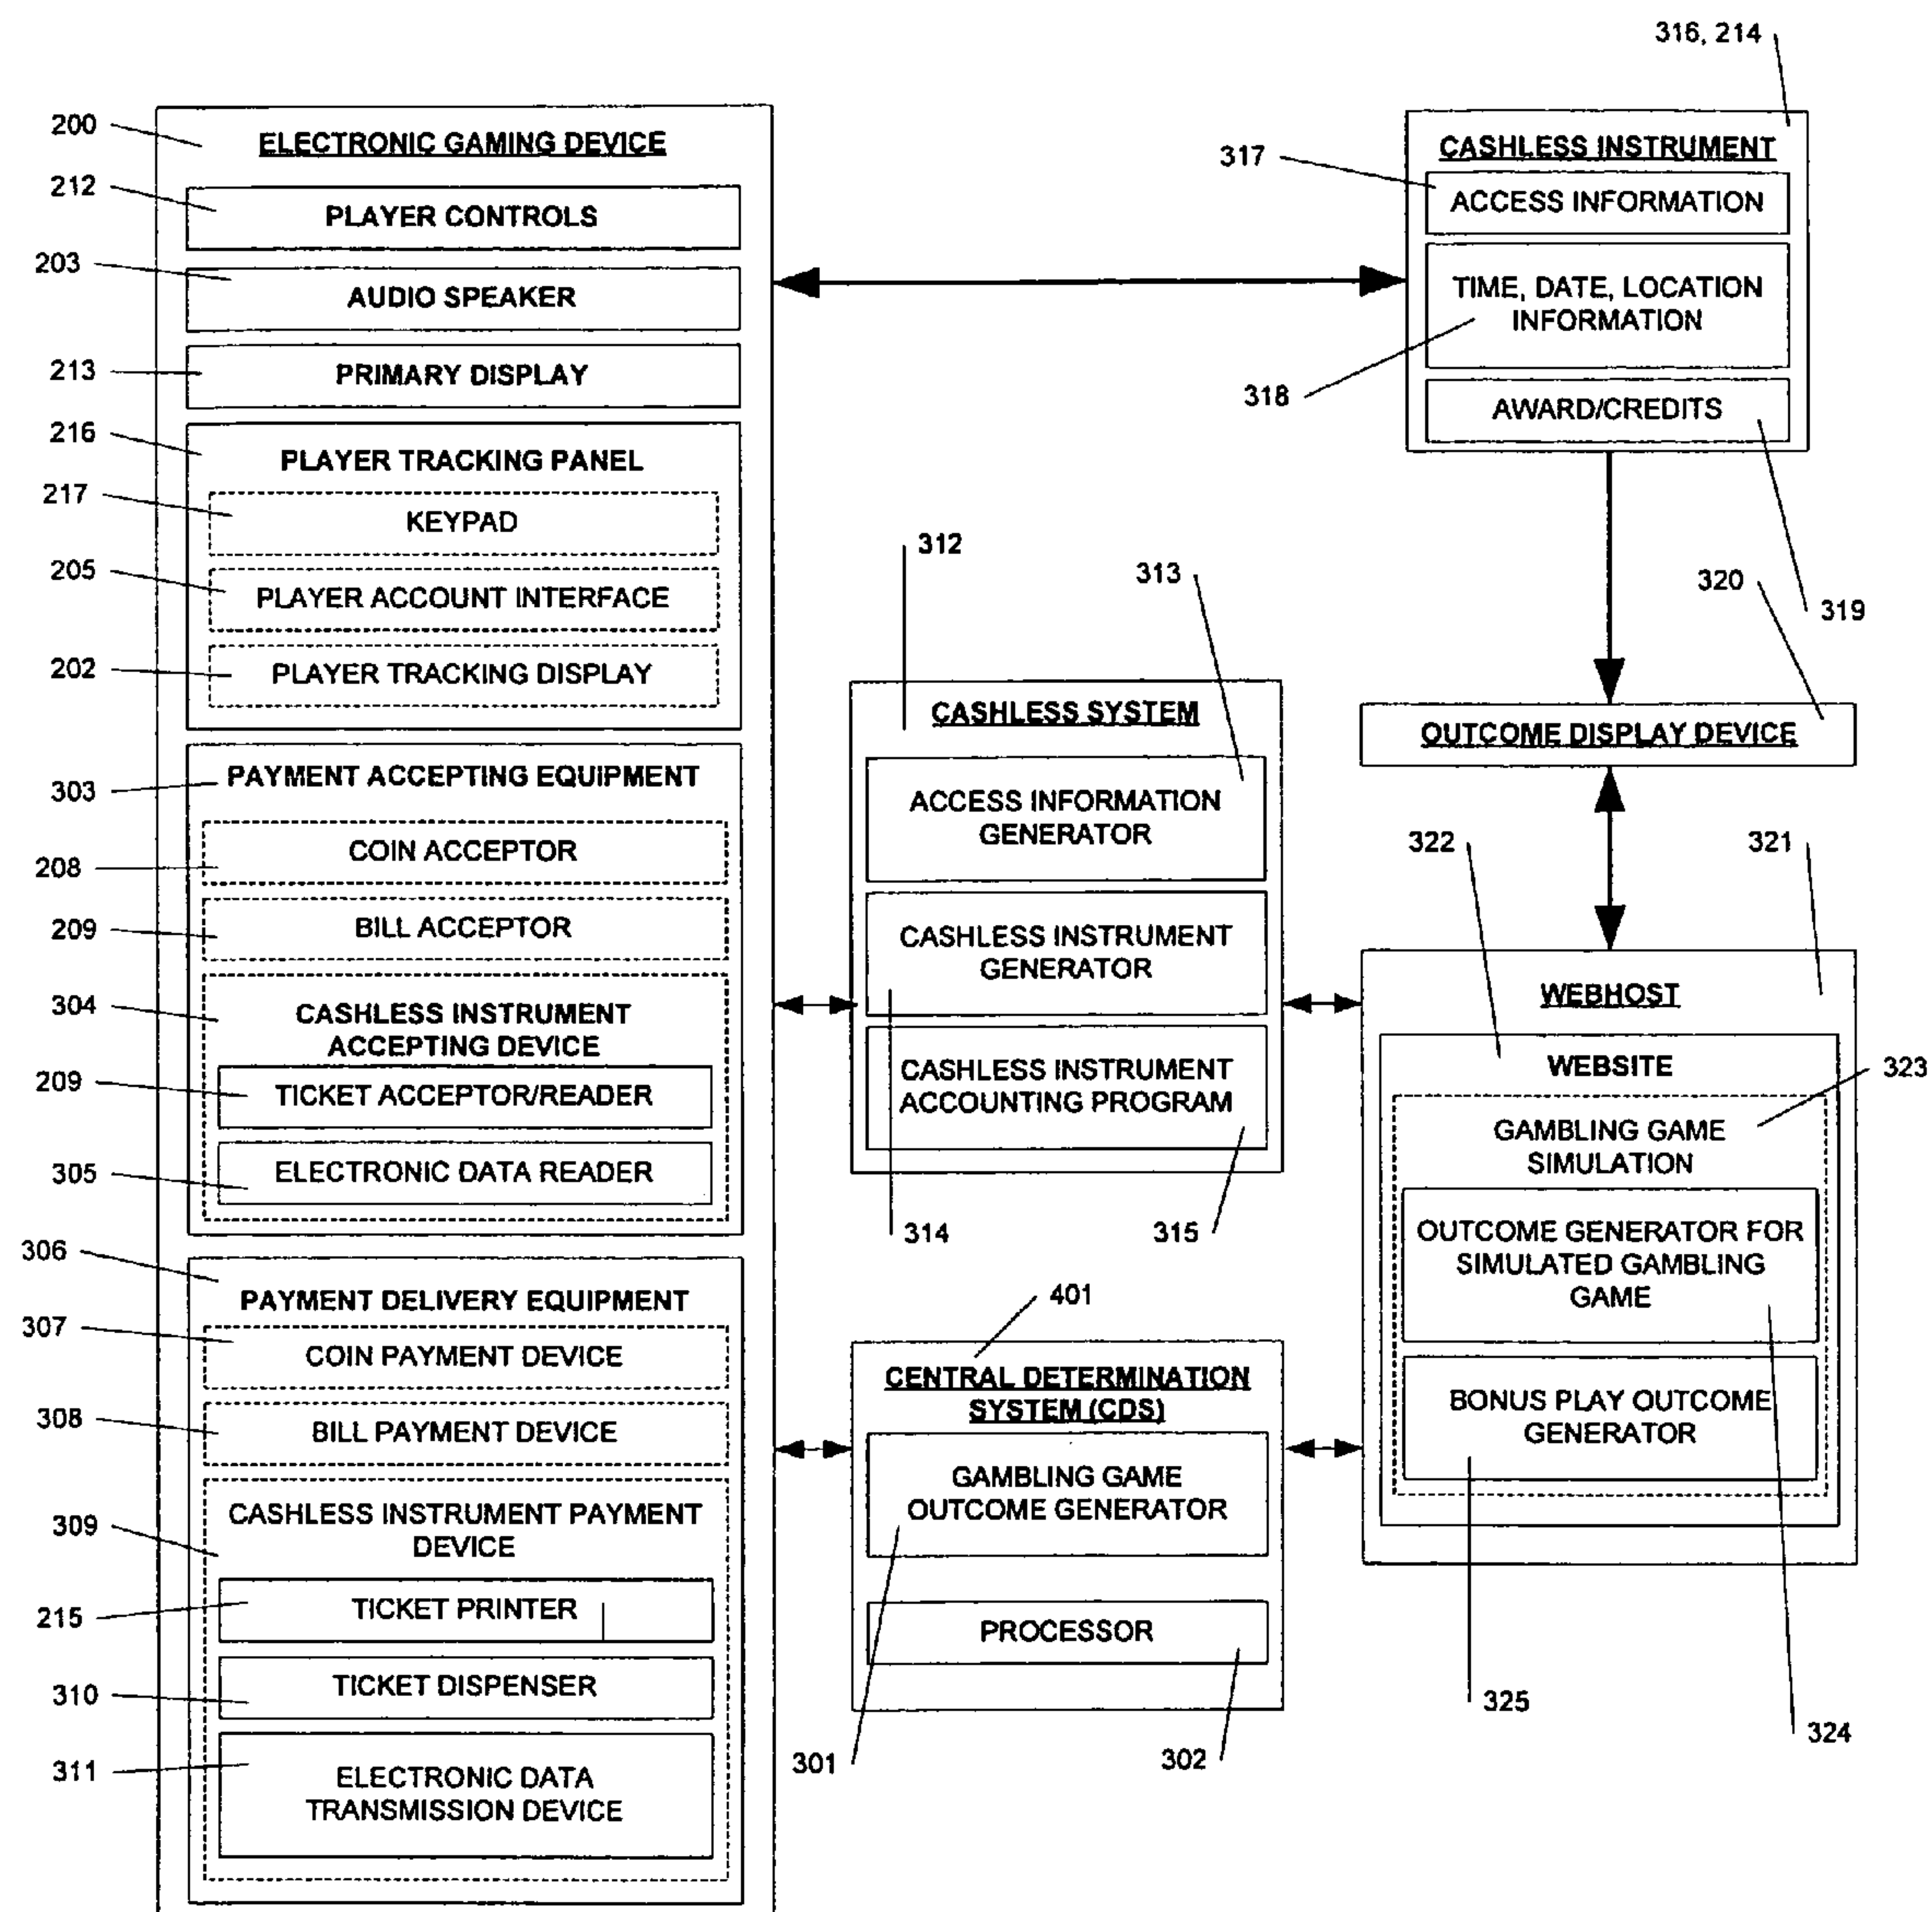 316, 214
200
ELECTRONIC GAMING DEVICE
212
PLAYER CONTROLS
203
AUDIO SPEAKER
213
PRIMARY DISPLAY
216
PLAYER TRACKING PANEL
217
KEYPAD
205
PLAYER ACCOUNT INTERFACE
202
PLAYER TRACKING DISPLAY
303
PAYMENT ACCEPTING EQUIPMENT
208
COIN ACCEPTOR
209
BILL ACCEPTOR
304
CASHLESS INSTRUMENT
ACCEPTING DEVICE
209
TICKET ACCEPTOR/READER
305
ELECTRONIC DATA READER
306
PAYMENT DELIVERY EQUIPMENT
307
COIN PAYMENT DEVICE
308
BILL PAYMENT DEVICE
309
CASHLESS INSTRUMENT PAYMENT
DEVICE
215
TICKET PRINTER
310
TICKET DISPENSER
311
ELECTRONIC DATA
TRANSMISSION DEVICE
312
313
CASHLESS SYSTEM
ACCESS INFORMATION
GENERATOR
CASHLESS INSTRUMENT
GENERATOR
CASHLESS INSTRUMENT
ACCOUNTING PROGRAM
314
315
401
CENTRAL DETERMINATION
SYSTEM (CDS)
GAMBLING GAME
OUTCOME GENERATOR
PROCESSOR
301
302
CASHLESS INSTRUMENT
317
ACCESS INFORMATION
TIME, DATE, LOCATION
INFORMATION
318
AWARD/CREDITS
319
320
OUTCOME DISPLAY DEVICE
322
321
WEBHOST
WEBSITE
323
GAMBLING GAME
SIMULATION
OUTCOME GENERATOR FOR
SIMULATED GAMBLING
GAME
BONUS PLAY OUTCOME
GENERATOR
325
324